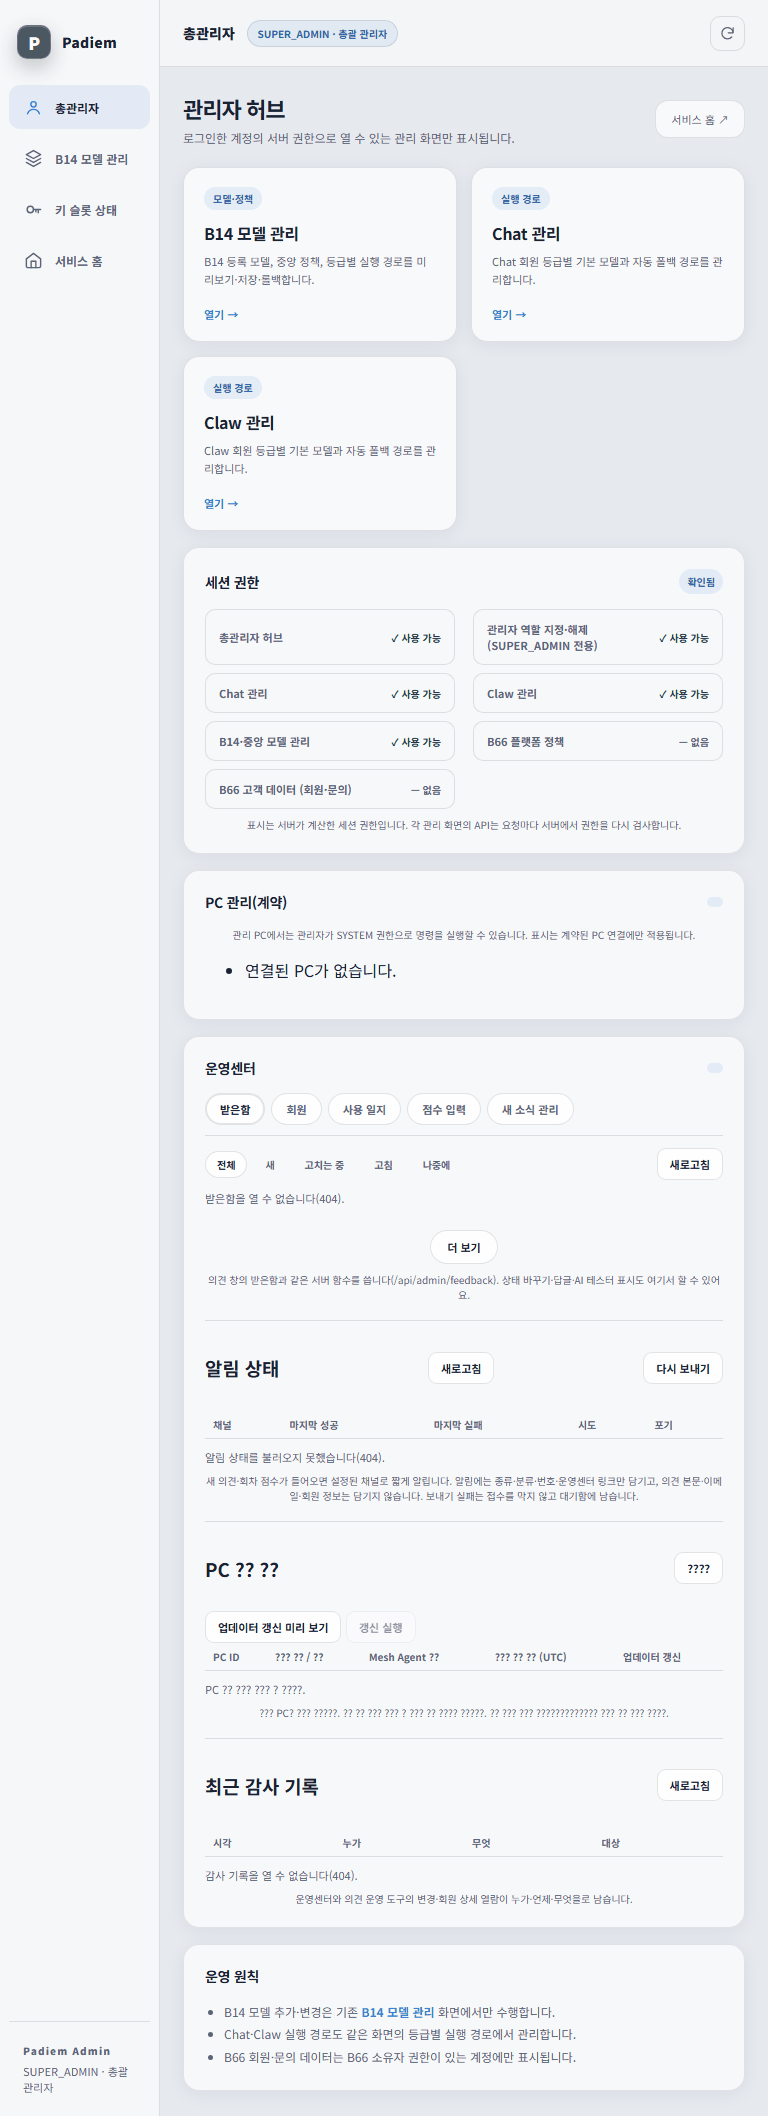 P Padiem
총관리자
B14 모델 관리
키 슬롯 상태
서비스 홈
총관리자 SUPER_ADMIN · 총괄 관리자
관리자 허브
로그인한 계정의 서버 권한으로 열 수 있는 관리 화면만 표시됩니다.
서비스 홈 ↗
모델·정책
B14 모델 관리
B14 등록 모델, 중앙 정책, 등급별 실행 경로를 미
리보기·저장·롤백합니다.
열기 →
실행 경로
Chat 관리
Chat 회원 등급별 기본 모델과 자동 폴백 경로를 관
리합니다.
열기 →
실행 경로
Claw 관리
Claw 회원 등급별 기본 모델과 자동 폴백 경로를 관
리합니다.
열기 →
세션 권한 확인됨
총관리자 허브 ✓ 사용 가능
관리자 역할 지정·해제
(SUPER_ADMIN 전용) ✓ 사용 가능
Chat 관리 ✓ 사용 가능
Claw 관리 ✓ 사용 가능
B14·중앙 모델 관리 ✓ 사용 가능
B66 플랫폼 정책 — 없음
B66 고객 데이터 (회원·문의) — 없음
표시는 서버가 계산한 세션 권한입니다. 각 관리 화면의 API는 요청마다 서버에서 권한을 다시 검사합니다.
PC 관리(계약)
관리 PC에서는 관리자가 SYSTEM 권한으로 명령을 실행할 수 있습니다. 표시는 계약된 PC 연결에만 적용됩니다.
• 연결된 PC가 없습니다.
운영센터
받은함 회원 사용 일지 점수 입력 새 소식 관리
전체 새 고치는 중 고침 나중에 새로고침
받은함을 열 수 없습니다(404).
더 보기
의견 창의 받은함과 같은 서버 함수를 씁니다(/api/admin/feedback). 상태 바꾸기·답글·AI 테스터 표시도 여기서 할 수 있어
요.
알림 상태 새로고침 다시 보내기
채널 마지막 성공 마지막 실패 시도 포기
알림 상태를 불러오지 못했습니다(404).
새 의견·회차 점수가 들어오면 설정된 채널로 짧게 알립니다. 알림에는 종류·분류·번호·운영센터 링크만 담기고, 의견 본문·이메
일·회원 정보는 담기지 않습니다. 보내기 실패는 접수를 막지 않고 대기함에 남습니다.
PC ?? ?? ????
업데이터 갱신 미리 보기 갱신 실행
PC ID ??? ?? / ?? Mesh Agent ?? ??? ?? ?? (UTC) 업데이터 갱신
PC ?? ??? ??? ? ????.
??? PC? ??? ?????. ?? ?? ??? ??? ? ??? ?? ???? ?????. ?? ??? ??? ????????????? ??? ?? ??? ????.
최근 감사 기록 새로고침
시각 누가 무엇 대상
감사 기록을 열 수 없습니다(404).
운영센터와 의견 운영 도구의 변경·회원 상세 열람이 누가·언제·무엇을로 남습니다.
운영 원칙
• B14 모델 추가·변경은 기존 B14 모델 관리 화면에서만 수행합니다.
• Chat·Claw 실행 경로도 같은 화면의 등급별 실행 경로에서 관리합니다.
• B66 회원·문의 데이터는 B66 소유자 권한이 있는 계정에만 표시됩니다.
Padiem Admin
SUPER_ADMIN · 총괄
관리자